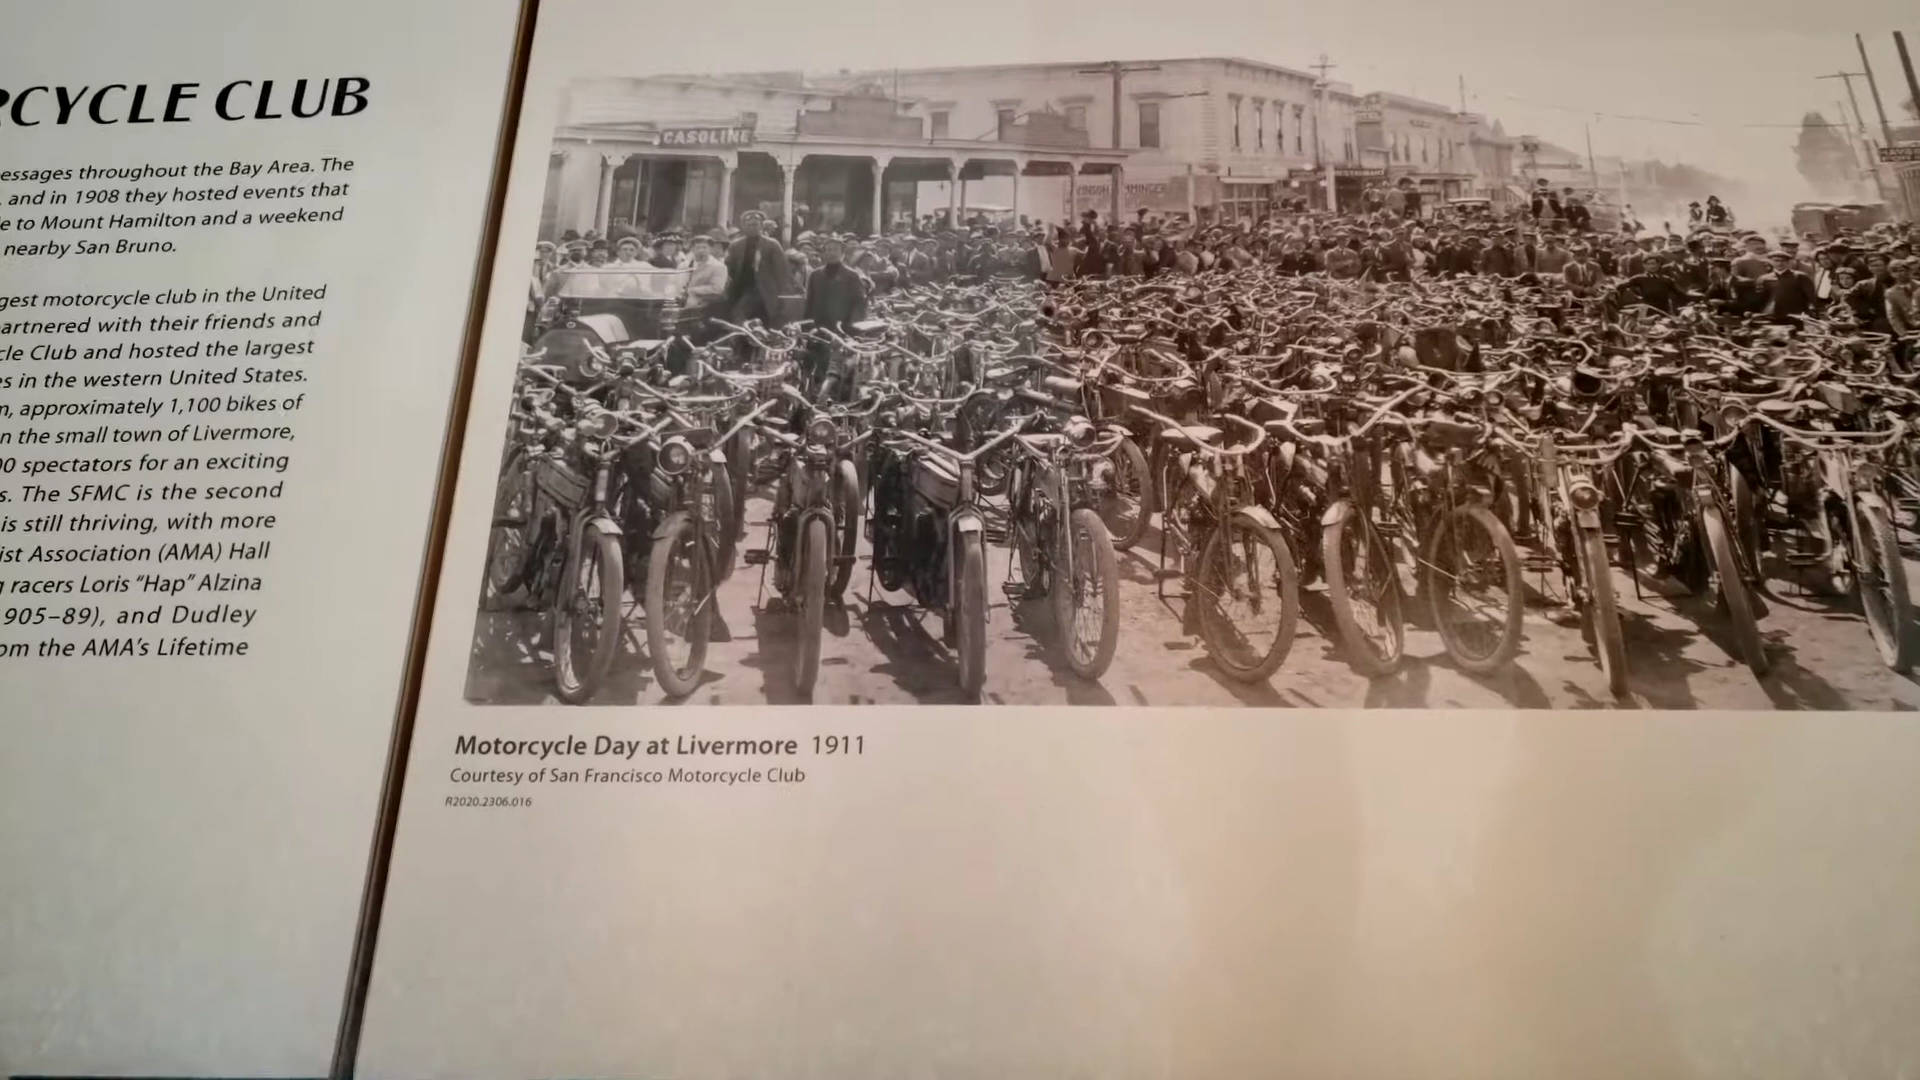 RCYCLE CLUB
essages throughout the Bay Area. The
, and in 1908 they hosted events that
e to Mount Hamilton and a weekend
nearby San Bruno.
gest motorcycle club in the United
artnered with their friends and
cle Club and hosted the largest
s in the western United States.
n, approximately 1,100 bikes of
n the small town of Livermore,
00 spectators for an exciting
s. The SFMC is the second
is still thriving, with more
ist Association (AMA) Hall
g racers Loris “Hap” Alzina
905–89), and Dudley
om the AMA’s Lifetime
GASOLINE
Motorcycle Day at Livermore 1911
Courtesy of San Francisco Motorcycle Club
R2020.2306.016